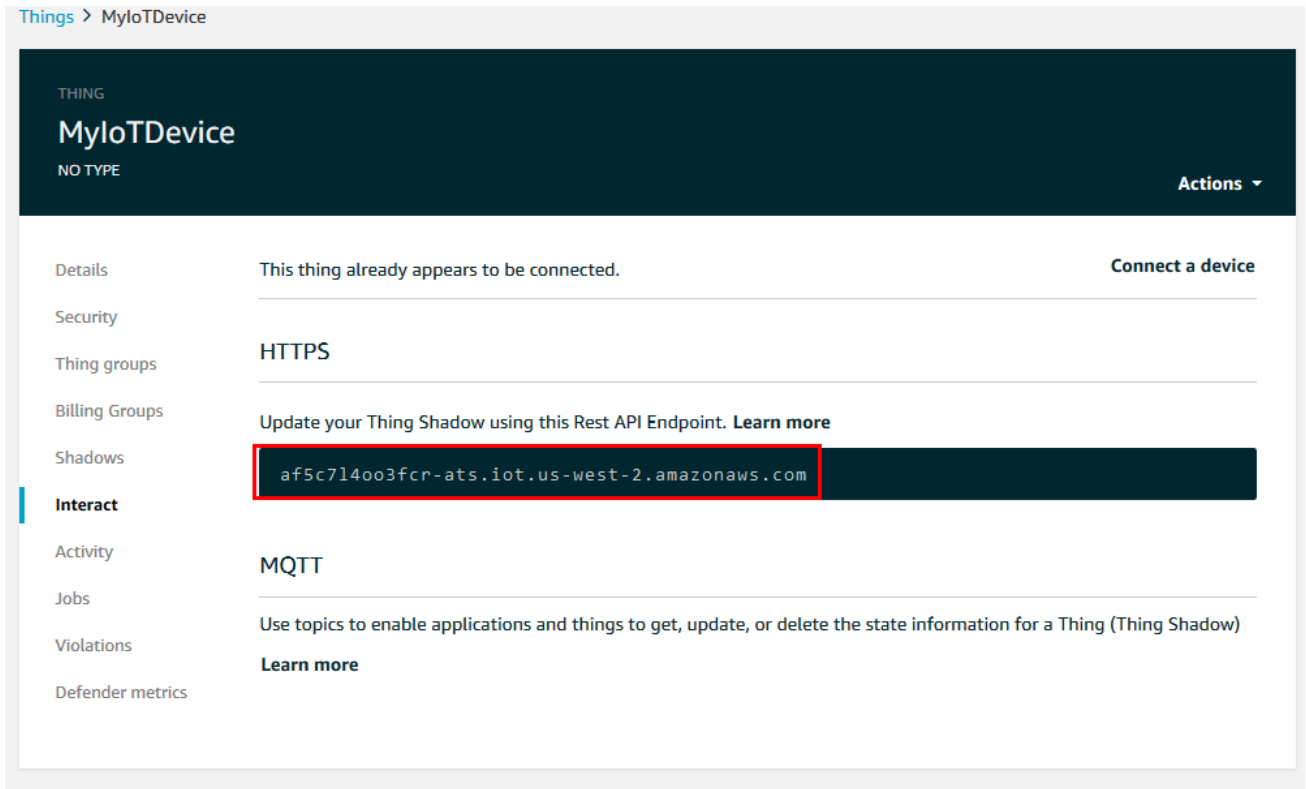 Things > MyIoTDevice
THING
MyIoTDevice
NO TYPE
Actions
Details
Security
Thing groups
Billing Groups
Shadows
Interact
Activity
Jobs
Violations
Defender metrics
This thing already appears to be connected.
Connect a device
HTTPS
Update your Thing Shadow using this Rest API Endpoint. Learn more
af5c7l4oo3fcr-ats.iot.us-west-2.amazonaws.com
MQTT
Use topics to enable applications and things to get, update, or delete the state information for a Thing (Thing Shadow)
Learn more